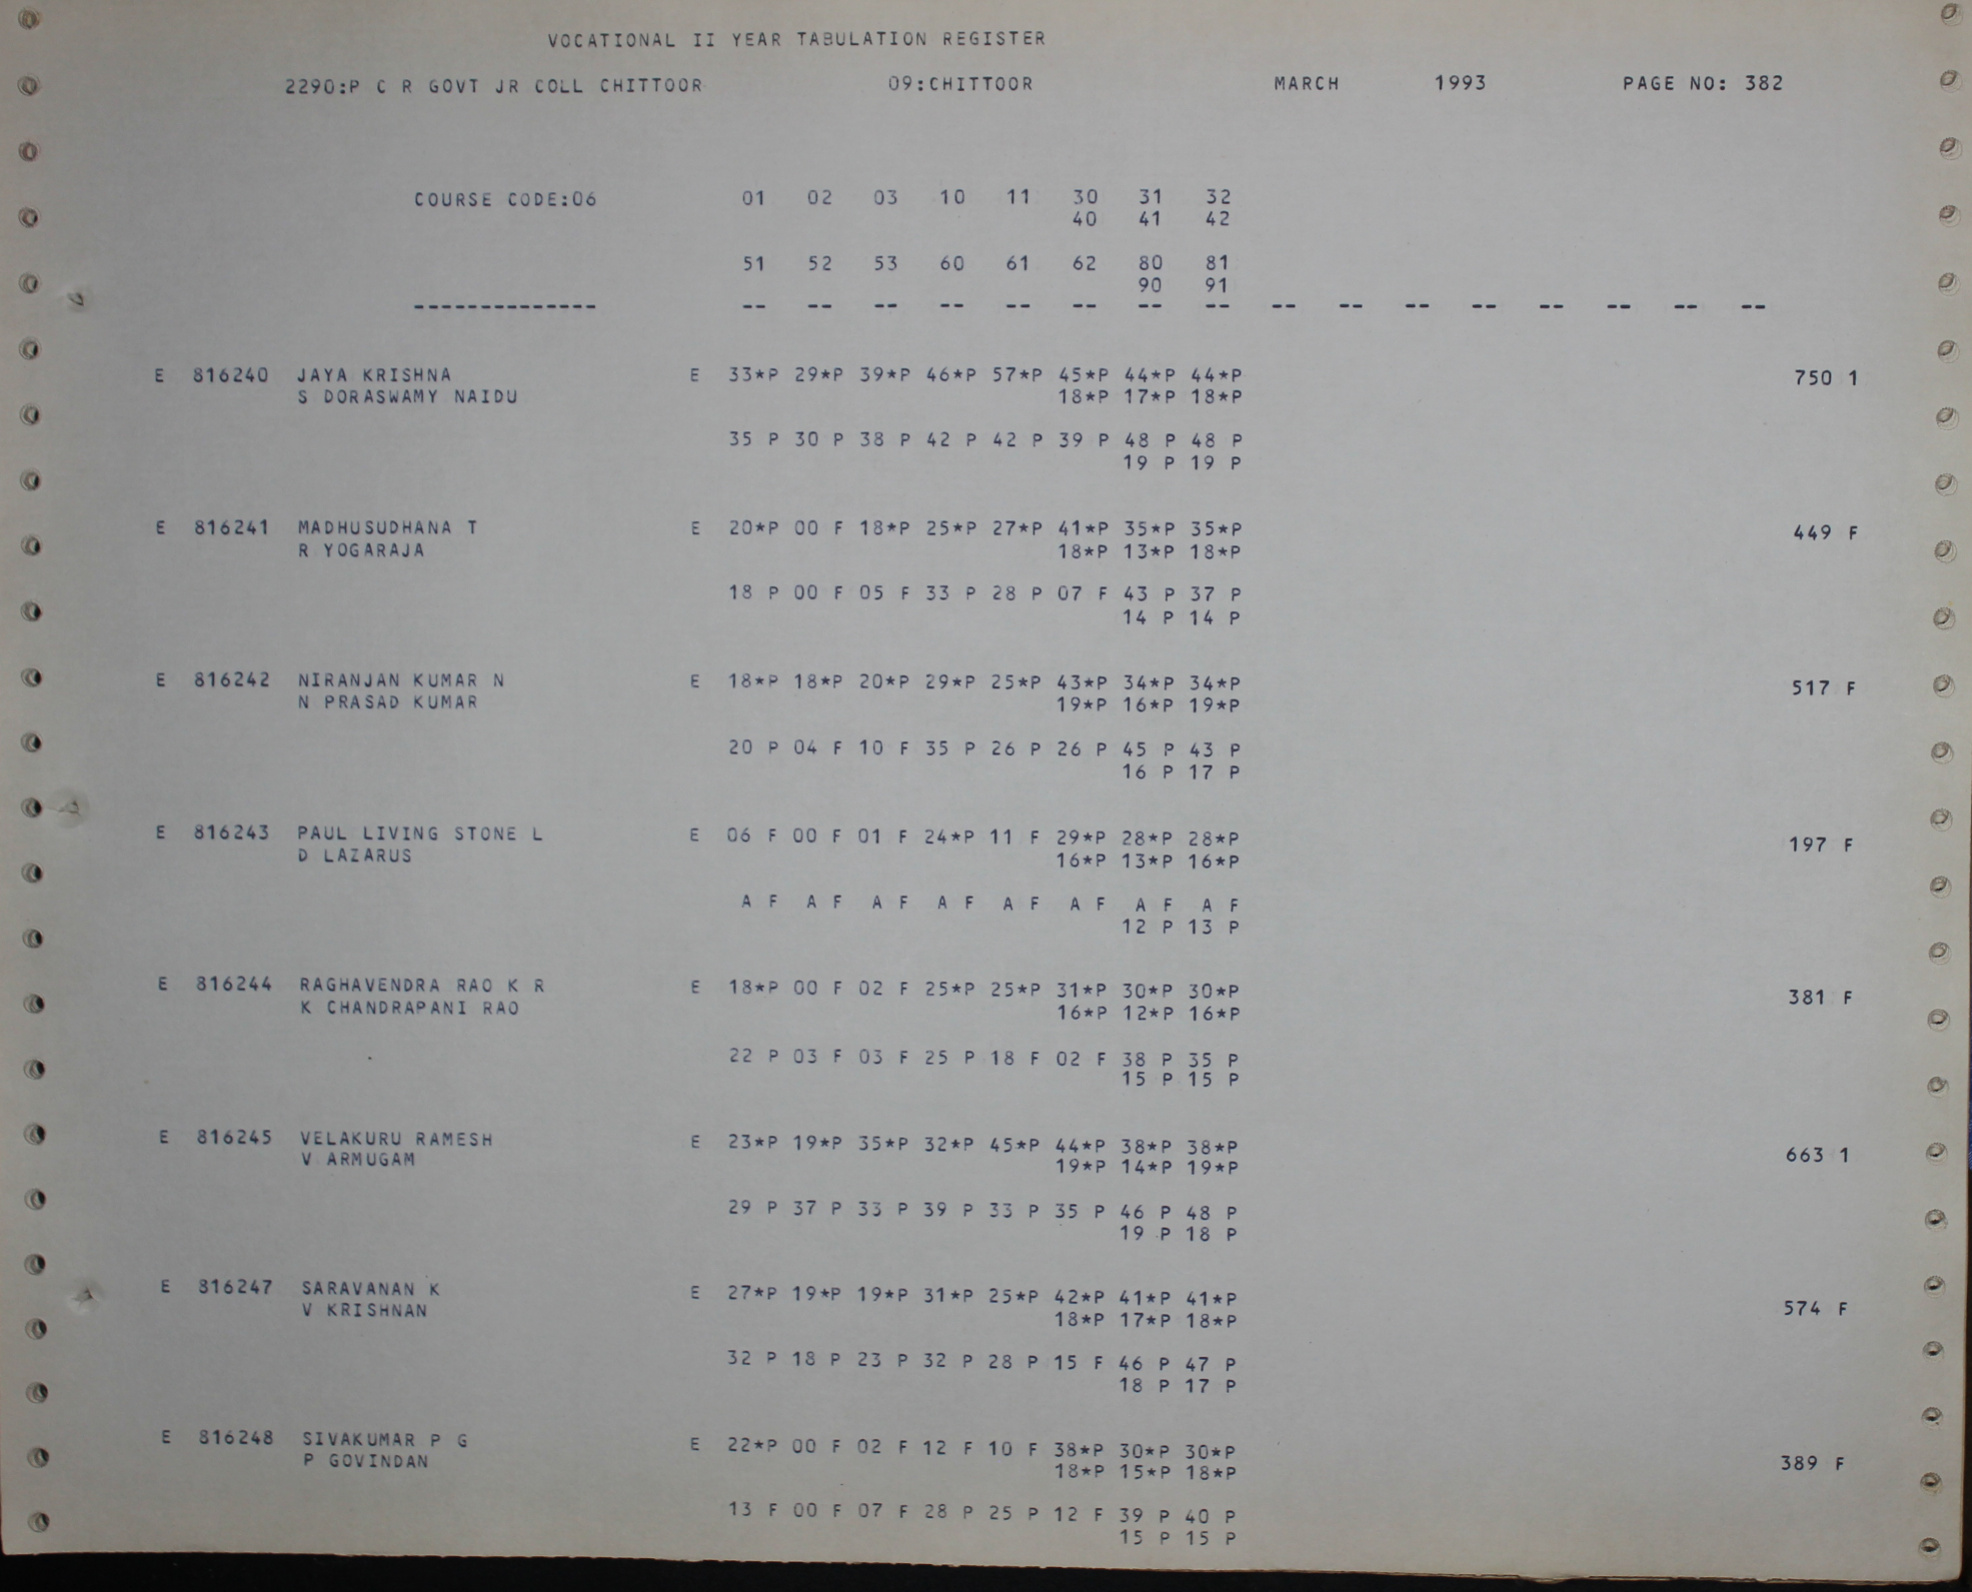 VOCATIONAL II YEAR TABULATION REGISTER
2290:P C R GOVT JR COLL CHITTOOR 09:CHITTOOR MARCH 1993 PAGE NO: 382
COURSE CODE:06 01 02 03 10 11 30 31 32
40 41 42
51 52 53 60 61 62 80 81
90 91
-------------- -- -- -- -- -- -- -- -- -- -- -- -- -- -- -- --
E 816240 JAYA KRISHNA E 33*P 29*P 39*P 46*P 57*P 45*P 44*P 44*P 750 1
S DORASWAMY NAIDU 18*P 17*P 18*P
35 P 30 P 38 P 42 P 42 P 39 P 48 P 48 P
19 P 19 P
E 816241 MADHUSUDHANA T E 20*P 00 F 18*P 25*P 27*P 41*P 35*P 35*P 449 F
R YOGARAJA 18*P 13*P 18*P
18 P 00 F 05 F 33 P 28 P 07 F 43 P 37 P
14 P 14 P
E 816242 NIRANJAN KUMAR N E 18*P 18*P 20*P 29*P 25*P 43*P 34*P 34*P 517 F
N PRASAD KUMAR 19*P 16*P 19*P
20 P 04 F 10 F 35 P 26 P 26 P 45 P 43 P
16 P 17 P
E 816243 PAUL LIVING STONE L E 06 F 00 F 01 F 24*P 11 F 29*P 28*P 28*P 197 F
D LAZARUS 16*P 13*P 16*P
A F A F A F A F A F A F A F A F
12 P 13 P
E 816244 RAGHAVENDRA RAO K R E 18*P 00 F 02 F 25*P 25*P 31*P 30*P 30*P 381 F
K CHANDRAPANI RAO 16*P 12*P 16*P
22 P 03 F 03 F 25 P 18 F 02 F 38 P 35 P
15 P 15 P
E 816245 VELAKURU RAMESH E 23*P 19*P 35*P 32*P 45*P 44*P 38*P 38*P 663 1
V ARMUGAM 19*P 14*P 19*P
29 P 37 P 33 P 39 P 33 P 35 P 46 P 48 P
19 P 18 P
E 816247 SARAVANAN K E 27*P 19*P 19*P 31*P 25*P 42*P 41*P 41*P 574 F
V KRISHNAN 18*P 17*P 18*P
32 P 18 P 23 P 32 P 28 P 15 F 46 P 47 P
18 P 17 P
E 816248 SIVAKUMAR P G E 22*P 00 F 02 F 12 F 10 F 38*P 30*P 30*P 389 F
P GOVINDAN 18*P 15*P 18*P
13 F 00 F 07 F 28 P 25 P 12 F 39 P 40 P
15 P 15 P